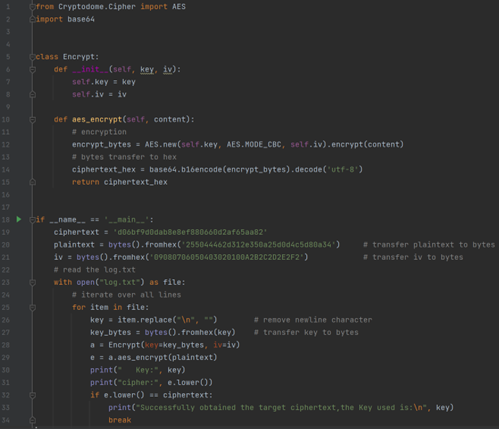 1 from Cryptodome.Cipher import AES
2 import base64
3
4
5 class Encrypt:
6     def __init__(self, key, iv):
7         self.key = key
8         self.iv = iv
9
10     def aes_encrypt(self, content):
11         # encryption
12         encrypt_bytes = AES.new(self.key, AES.MODE_CBC, self.iv).encrypt(content)
13         # bytes transfer to hex
14         ciphertext_hex = base64.b16encode(encrypt_bytes).decode('utf-8')
15         return ciphertext_hex
16
17
18 if __name__ == '__main__':
19     ciphertext = 'd06bf9d0dab8e8ef880660d2af65aa82'
20     plaintext = bytes().fromhex('255044462d312e350a25d0d4c5d80a34')     # transfer plaintext to bytes
21     iv = bytes().fromhex('09080706050403020100A2B2C2D2E2F2')            # transfer iv to bytes
22     # read the log.txt
23     with open("log.txt") as file:
24         # iterate over all lines
25         for item in file:
26             key = item.replace("\n", "")        # remove newline character
27             key_bytes = bytes().fromhex(key)    # transfer key to bytes
28             a = Encrypt(key=key_bytes, iv=iv)
29             e = a.aes_encrypt(plaintext)
30             print("   Key:", key)
31             print("cipher:", e.lower())
32             if e.lower() == ciphertext:
33                 print("Successfully obtained the target ciphertext,the Key used is:\n", key)
34                 break